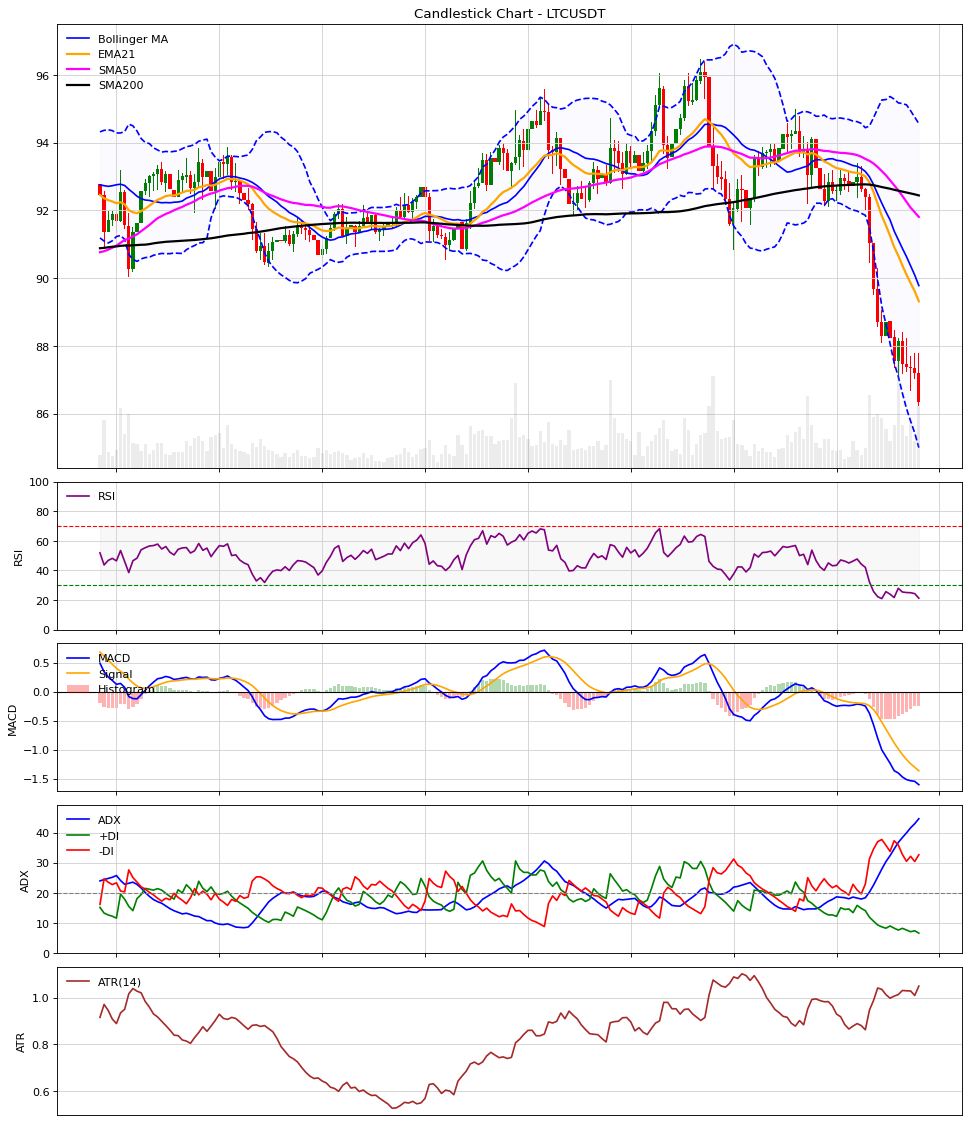 Candlestick Chart - LTCUSDT
Bollinger MA
EMA21
SMA50
SMA200
96
94
92
90
88
86
RSI
RSI
100
80
60
40
20
0
MACD
Signal
Histogram
MACD
0.5
0.0
−0.5
−1.0
−1.5
ADX
+DI
-DI
ADX
40
30
20
10
0
ATR(14)
ATR
1.0
0.8
0.6